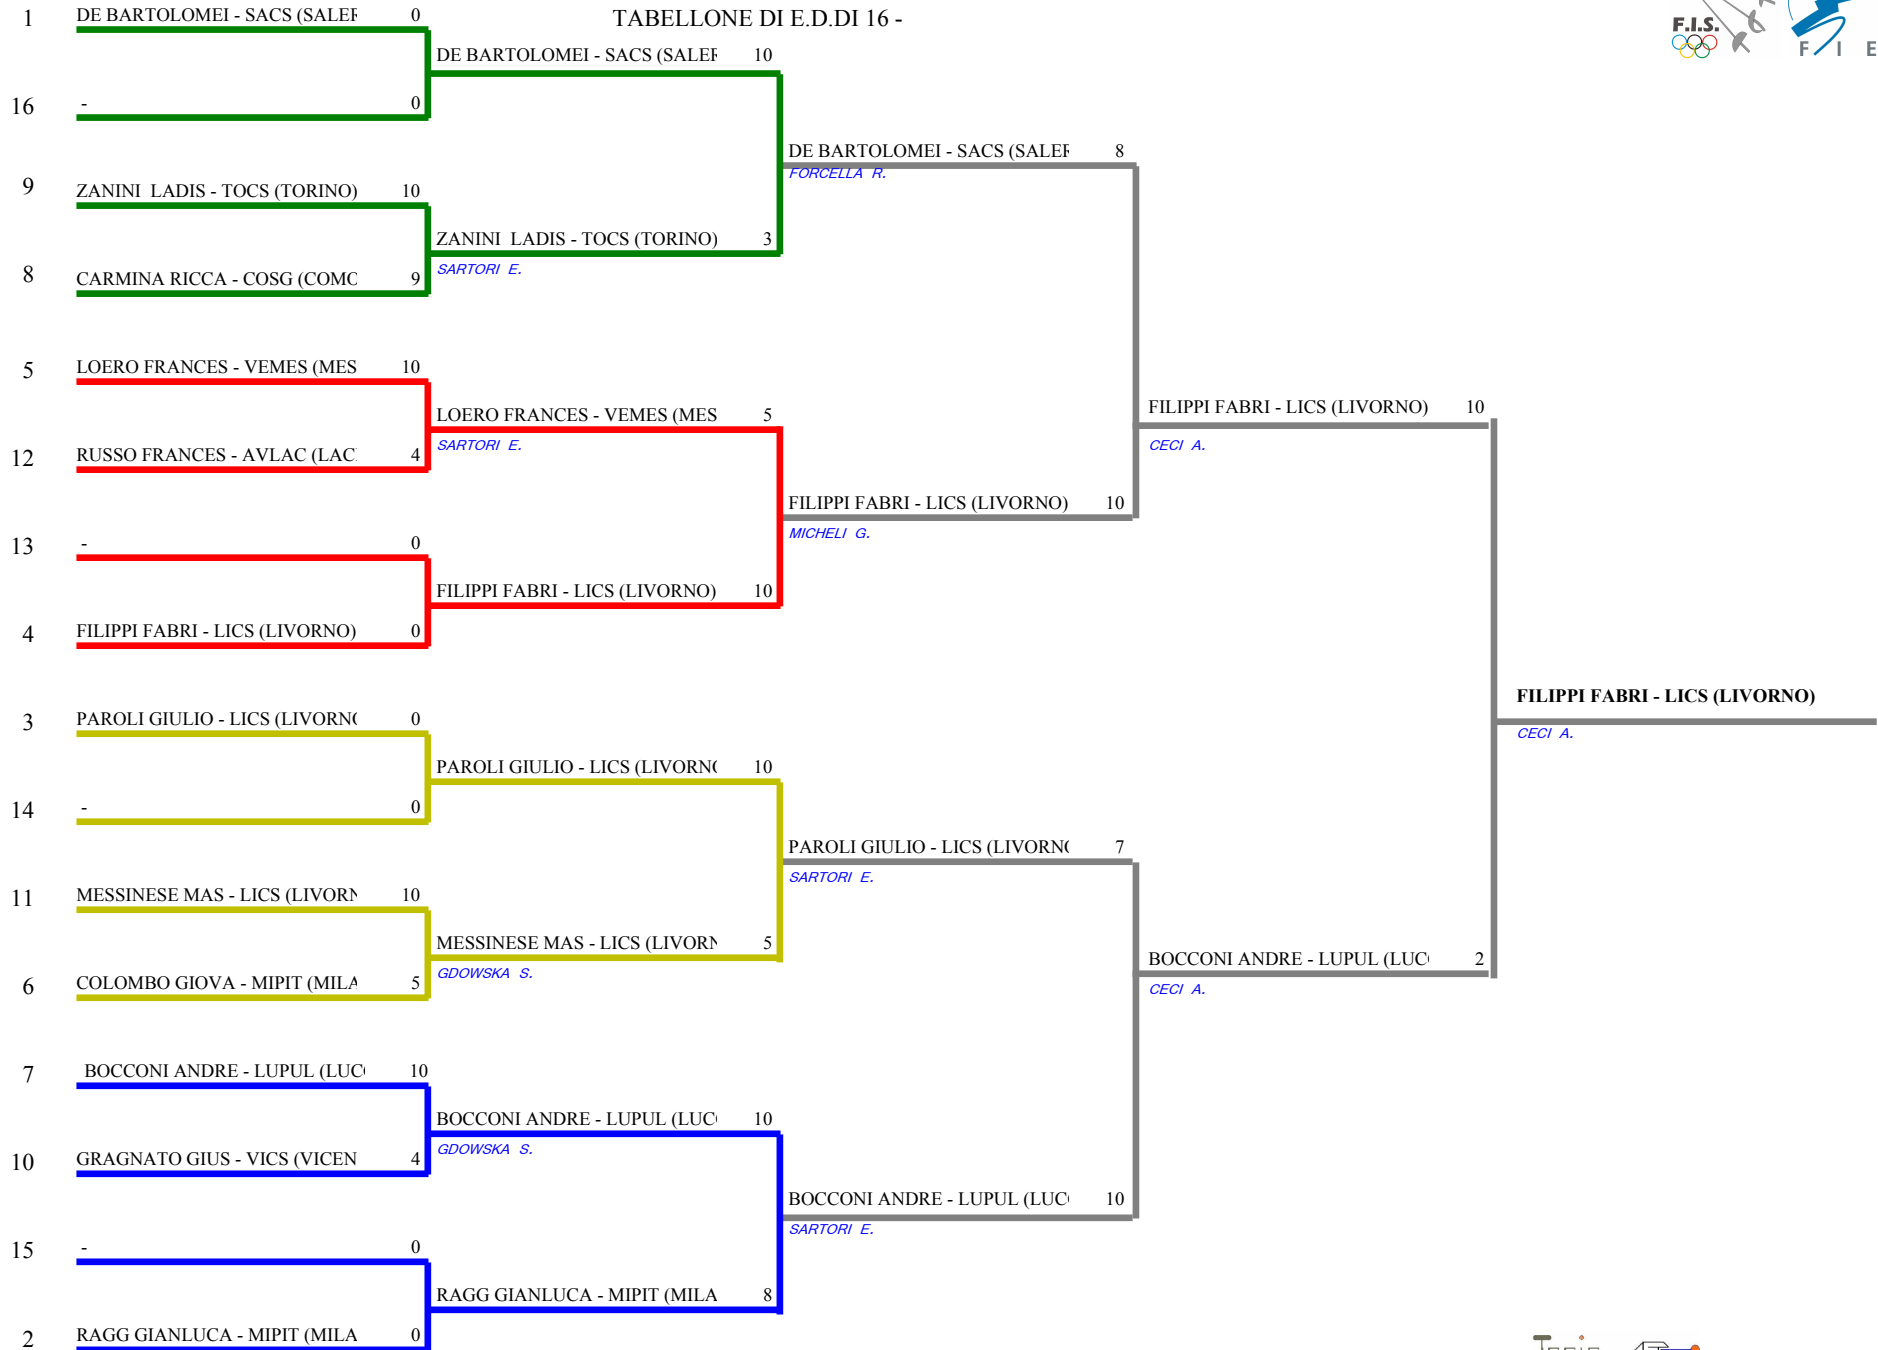 TABELLONE DI E.D.DI 16 -
F.I.S.
F I E
1 DE BARTOLOMEI - SACS (SALER 0
DE BARTOLOMEI - SACS (SALER 10
16 - 0
DE BARTOLOMEI - SACS (SALER 8
FORCELLA R.
9 ZANINI LADIS - TOCS (TORINO) 10
ZANINI LADIS - TOCS (TORINO) 3
SARTORI E.
8 CARMINA RICCA - COSG (COMO 9
5 LOERO FRANCES - VEMES (MES 10
LOERO FRANCES - VEMES (MES 5
SARTORI E.
FILIPPI FABRI - LICS (LIVORNO) 10
CECI A.
12 RUSSO FRANCES - AVLAC (LAC 4
FILIPPI FABRI - LICS (LIVORNO) 10
MICHELI G.
13 - 0
FILIPPI FABRI - LICS (LIVORNO) 10
4 FILIPPI FABRI - LICS (LIVORNO) 0
FILIPPI FABRI - LICS (LIVORNO)
CECI A.
3 PAROLI GIULIO - LICS (LIVORNO 0
PAROLI GIULIO - LICS (LIVORNO 10
14 - 0
PAROLI GIULIO - LICS (LIVORNO 7
SARTORI E.
11 MESSINESE MAS - LICS (LIVORN 10
MESSINESE MAS - LICS (LIVORN 5
GDOWSKA S.
BOCCONI ANDRE - LUPUL (LUC 2
CECI A.
6 COLOMBO GIOVA - MIPIT (MILA 5
7 BOCCONI ANDRE - LUPUL (LUC 10
BOCCONI ANDRE - LUPUL (LUC 10
GDOWSKA S.
10 GRAGNATO GIUS - VICS (VICEN 4
BOCCONI ANDRE - LUPUL (LUC 10
SARTORI E.
15 - 0
RAGG GIANLUCA - MIPIT (MILA 8
2 RAGG GIANLUCA - MIPIT (MILA 0